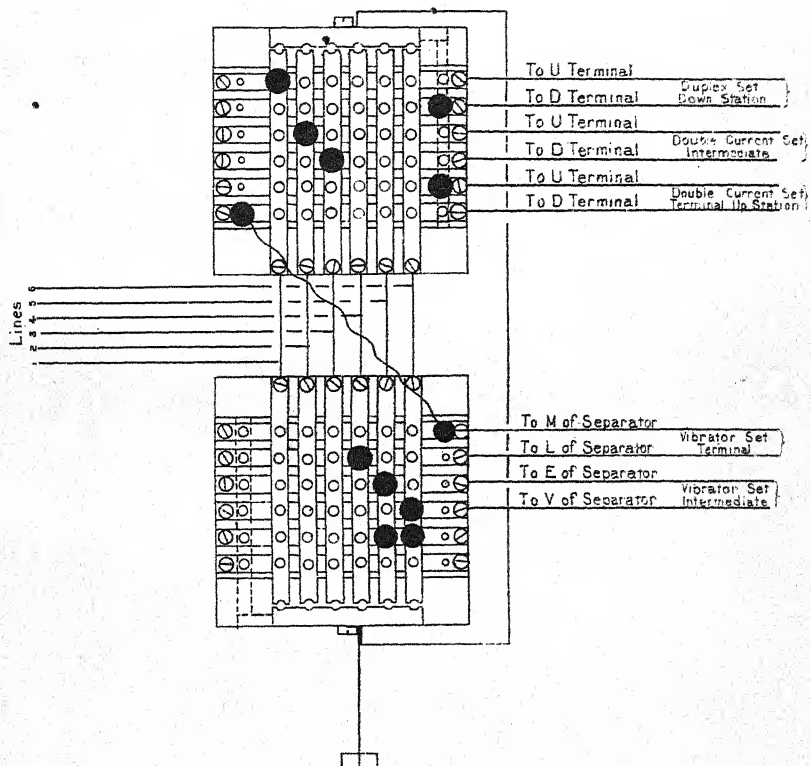 To U Terminal
To D Terminal
Duplex Set
Down Station
To U Terminal
To D Terminal
Double Current Set
Intermediate
To U Terminal
To D Terminal
Double Current Set
Terminal Up Station
Lines
6
5
4
3
2
1
To M of Separator
To L of Separator
Vibrator Set
Terminal
To E of Separator
To V of Separator
Vibrator Set
Intermediate